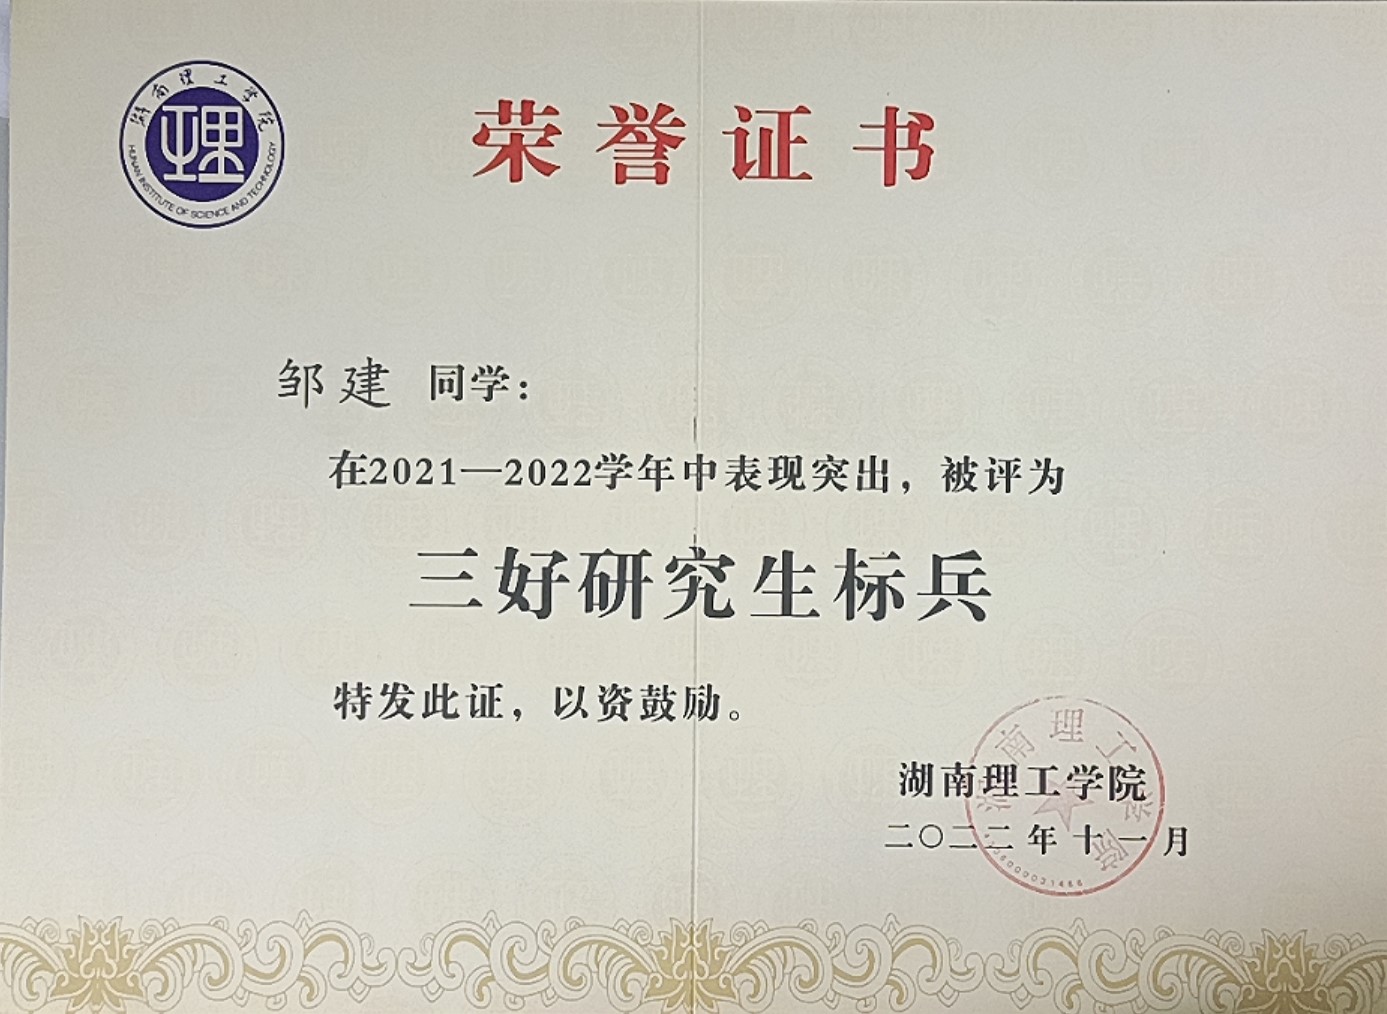 湖南理工学院
理
HUNAN INSTITUTE OF SCIENCE AND TECHNOLOGY
荣誉证书
邹建 同学：
在2021—2022学年中表现突出，被评为
三好研究生标兵
特发此证，以资鼓励。
湖南理工学院
二〇二二年十一月
湖南理工学院